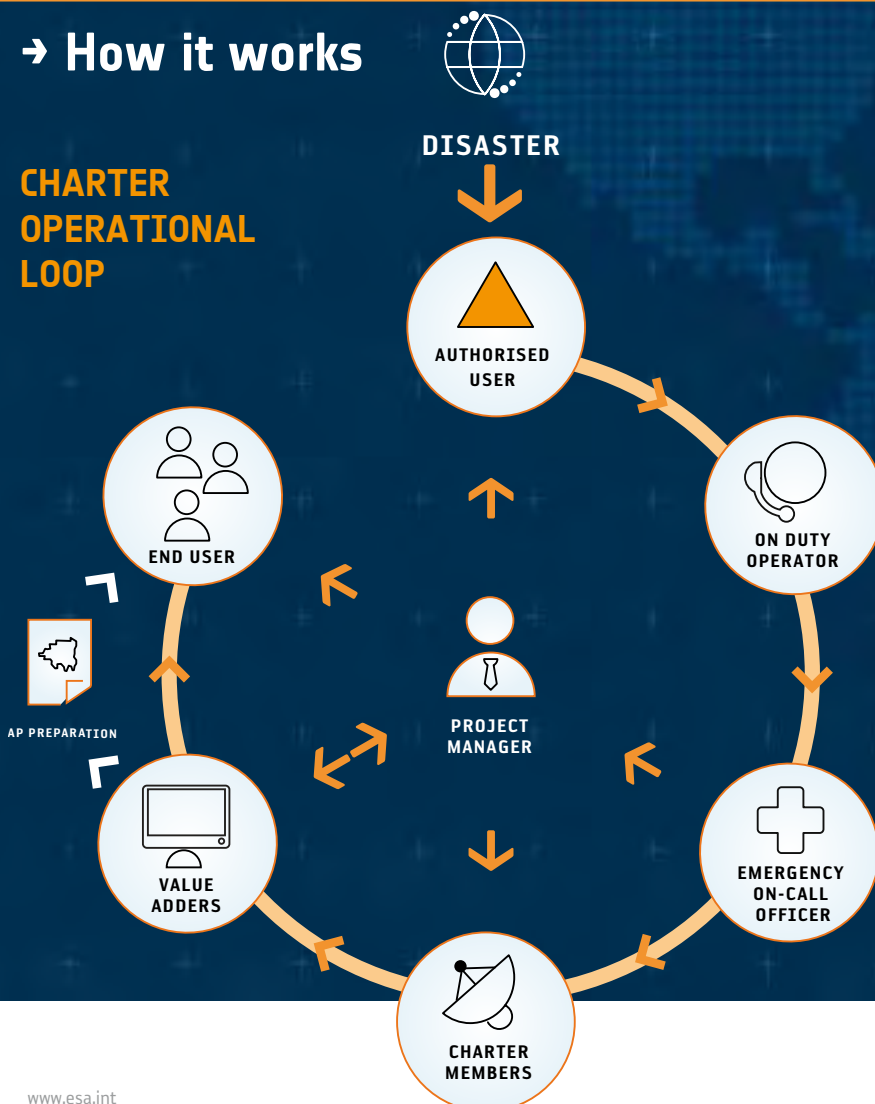 → How it works
DISASTER
CHARTER
OPERATIONAL
LOOP
AUTHORISED
USER
ON DUTY
OPERATOR
END USER
AP PREPARATION
PROJECT
MANAGER
EMERGENCY
ON-CALL
OFFICER
VALUE
ADDERS
CHARTER
MEMBERS
www.esa.int